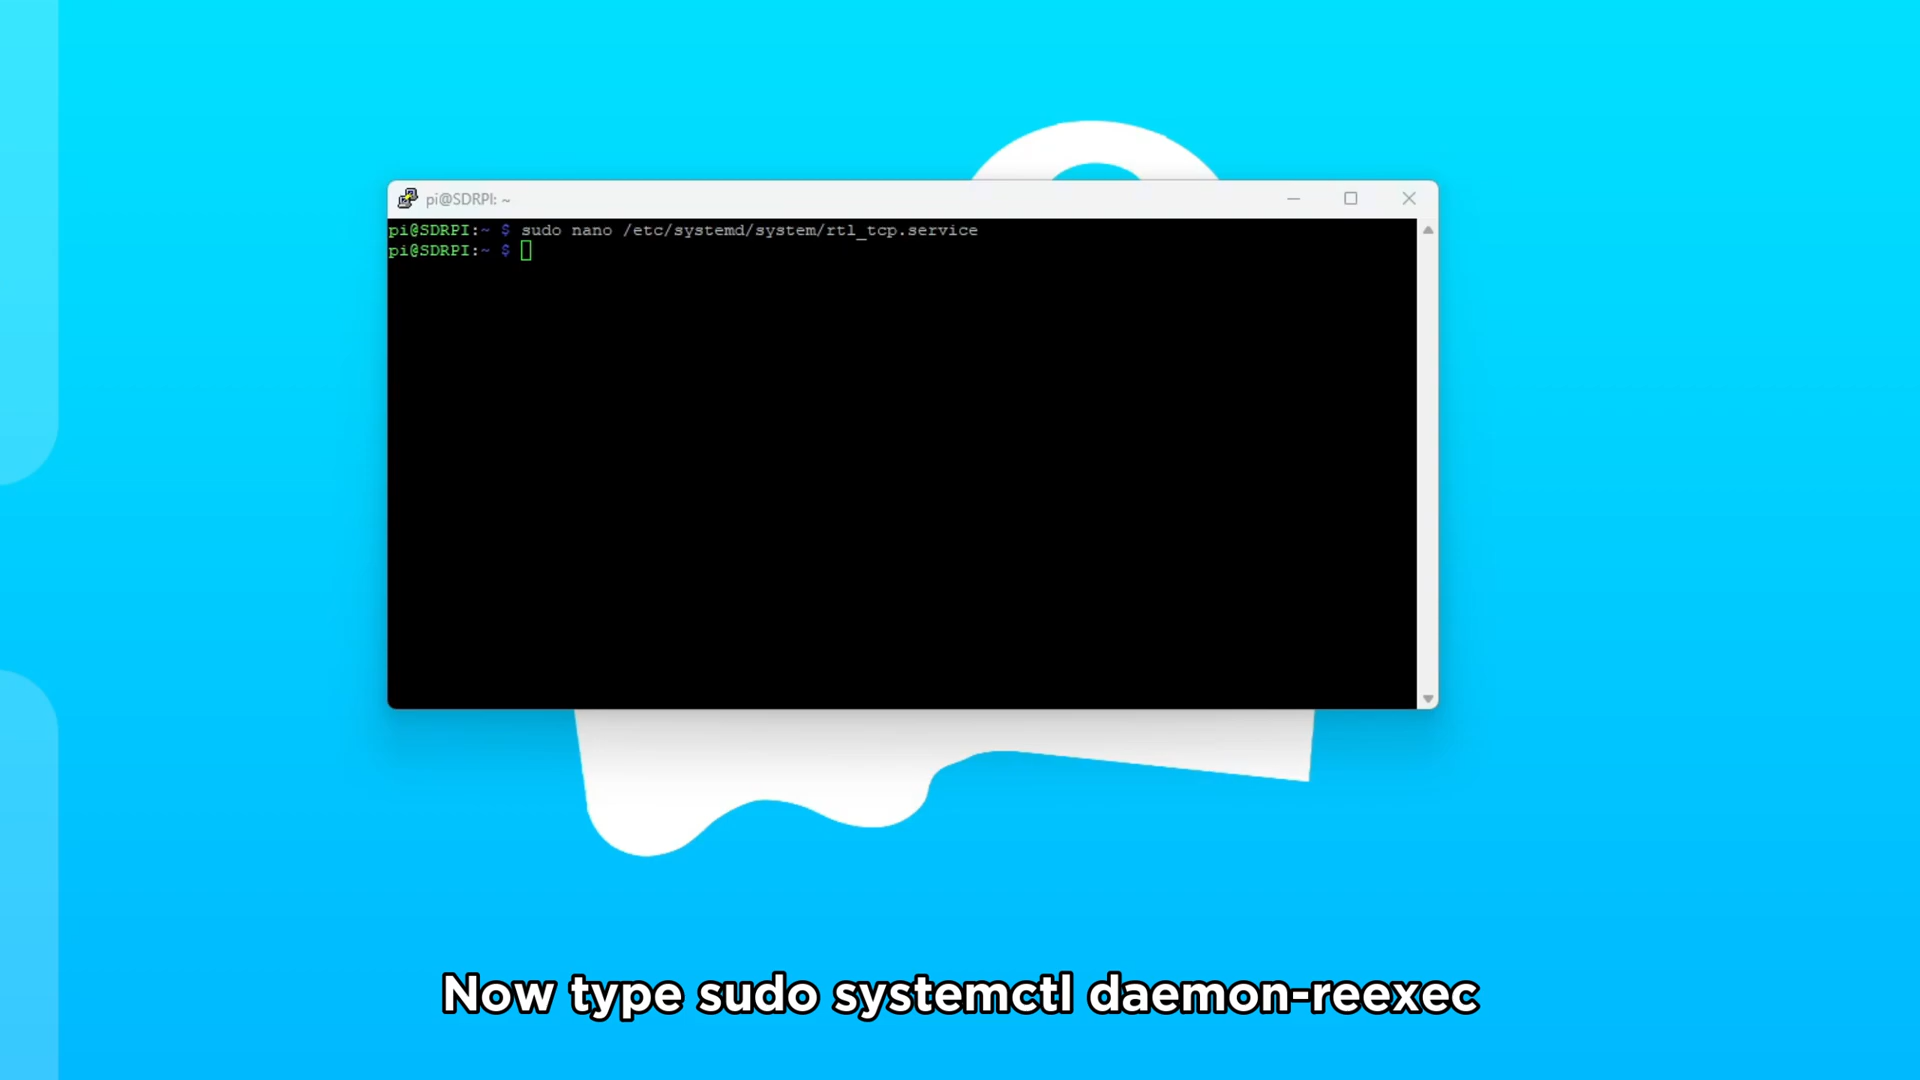 pi@SDRPI: ~
pi@SDRPI:~ $ sudo nano /etc/systemd/system/rtl_tcp.service
pi@SDRPI:~ $
Now type sudo systemctl daemon-reexec